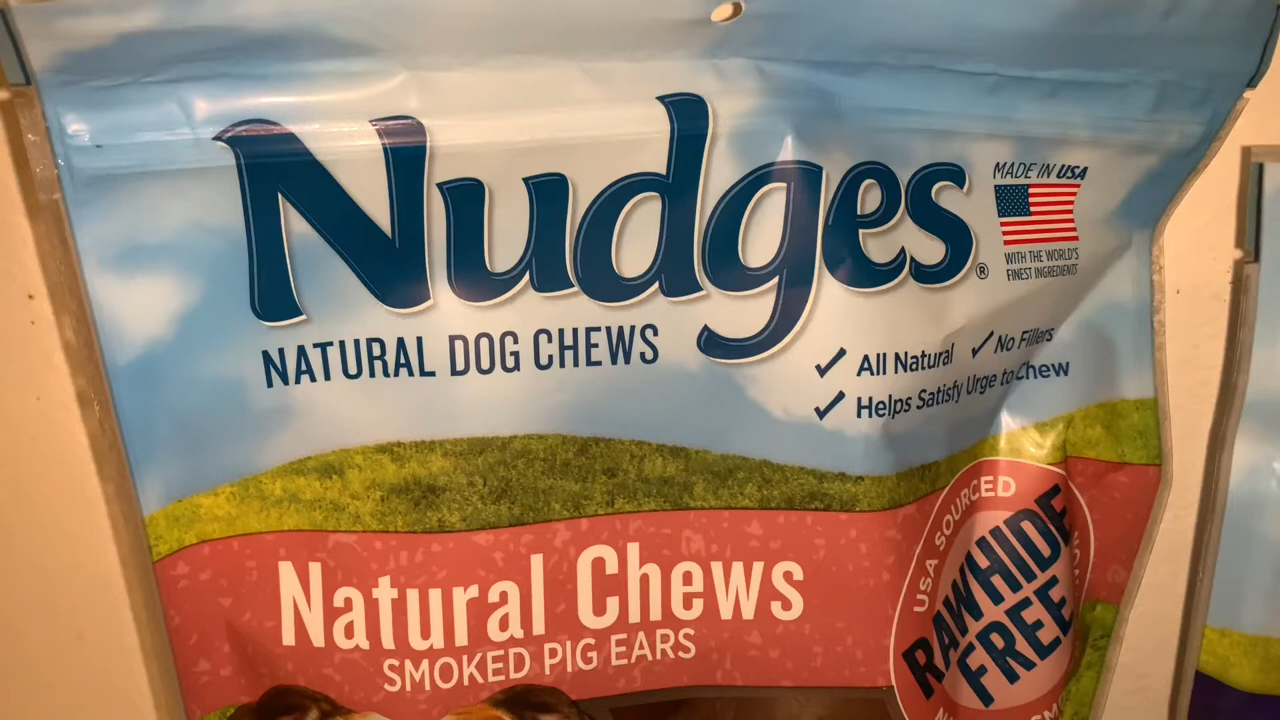 Nudges®
MADE IN USA
WITH THE WORLD'S
FINEST INGREDIENTS
NATURAL DOG CHEWS
✓ All Natural ✓ No Fillers
✓ Helps Satisfy Urge to Chew
Natural Chews
SMOKED PIG EARS
USA SOURCED
RAWHIDE
FREE